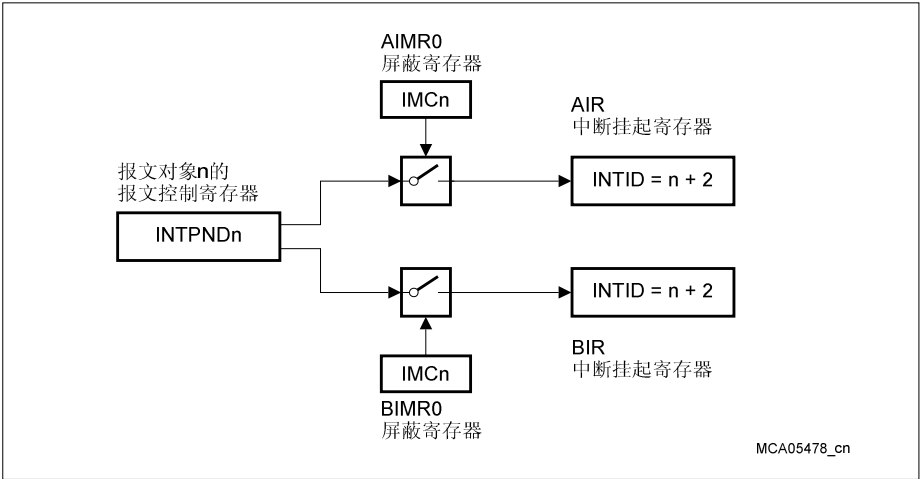 AIMR0
屏蔽寄存器
IMCn
AIR
中断挂起寄存器
INTID = n + 2
报文对象n的
报文控制寄存器
INTPNDn
INTID = n + 2
BIR
中断挂起寄存器
IMCn
BIMR0
屏蔽寄存器
MCA05478_cn